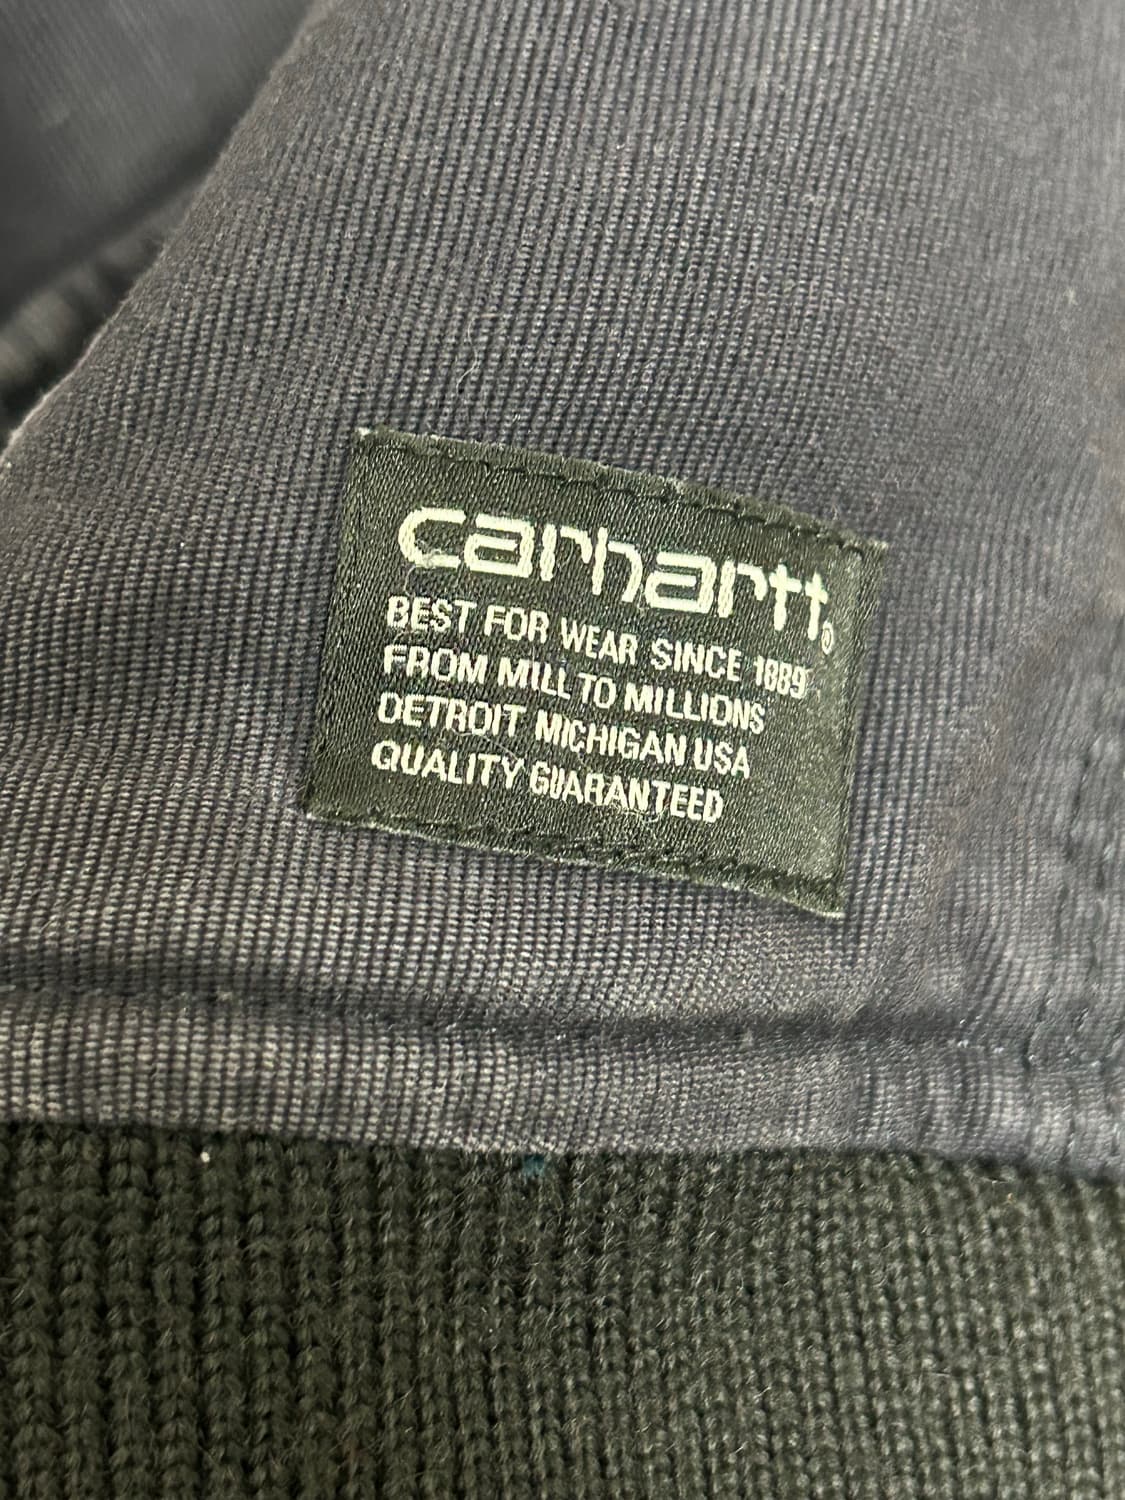 carhartt®
BEST FOR WEAR SINCE 1889
FROM MILL TO MILLIONS
DETROIT MICHIGAN USA
QUALITY GUARANTEED